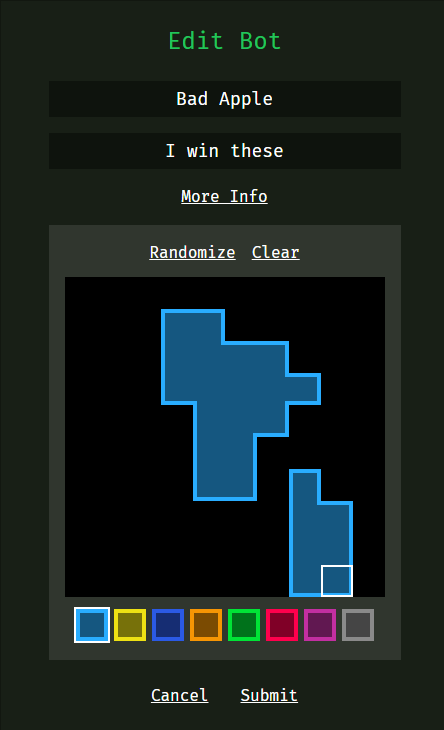 Edit Bot
Bad Apple
I win these
More Info
Randomize Clear
Cancel Submit